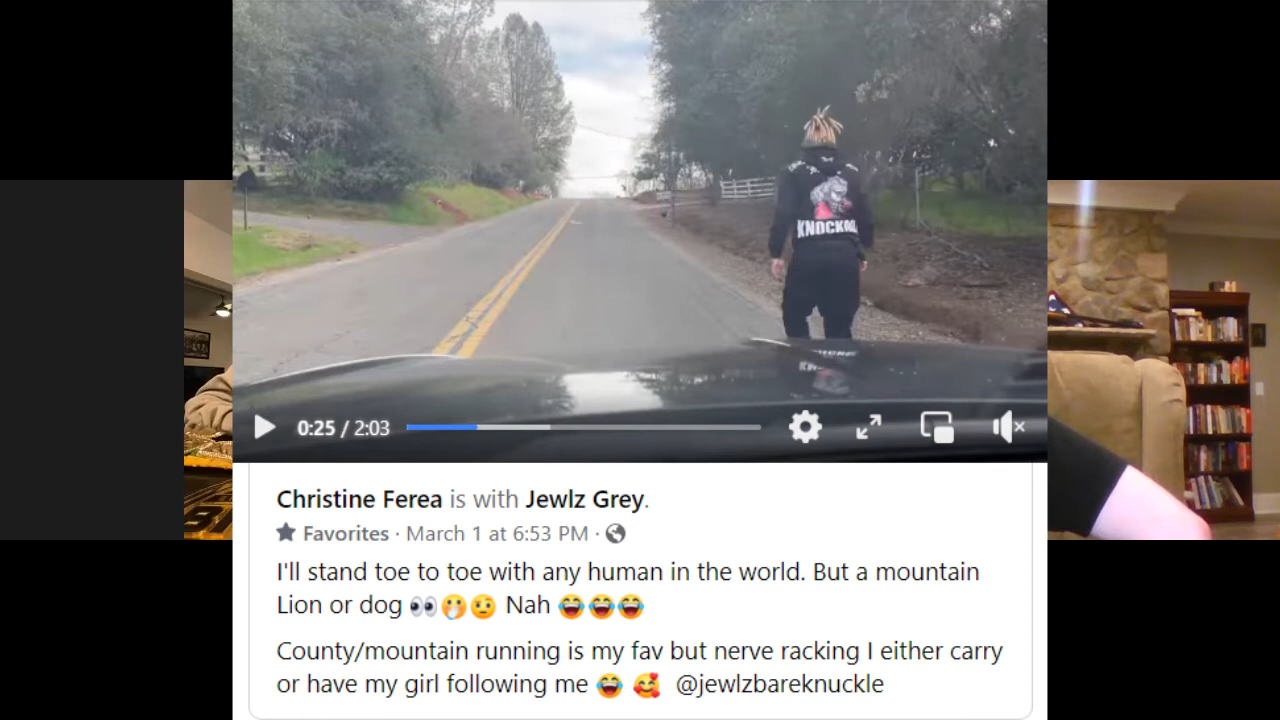 KNOCKOU
0:25 / 2:03
Christine Ferea is with Jewlz Grey.
Favorites · March 1 at 6:53 PM ·
I'll stand toe to toe with any human in the world. But a mountain
Lion or dog 👀🫢🤨 Nah 😂😂😂
County/mountain running is my fav but nerve racking I either carry
or have my girl following me 😂 🥰 @jewlzbareknuckle